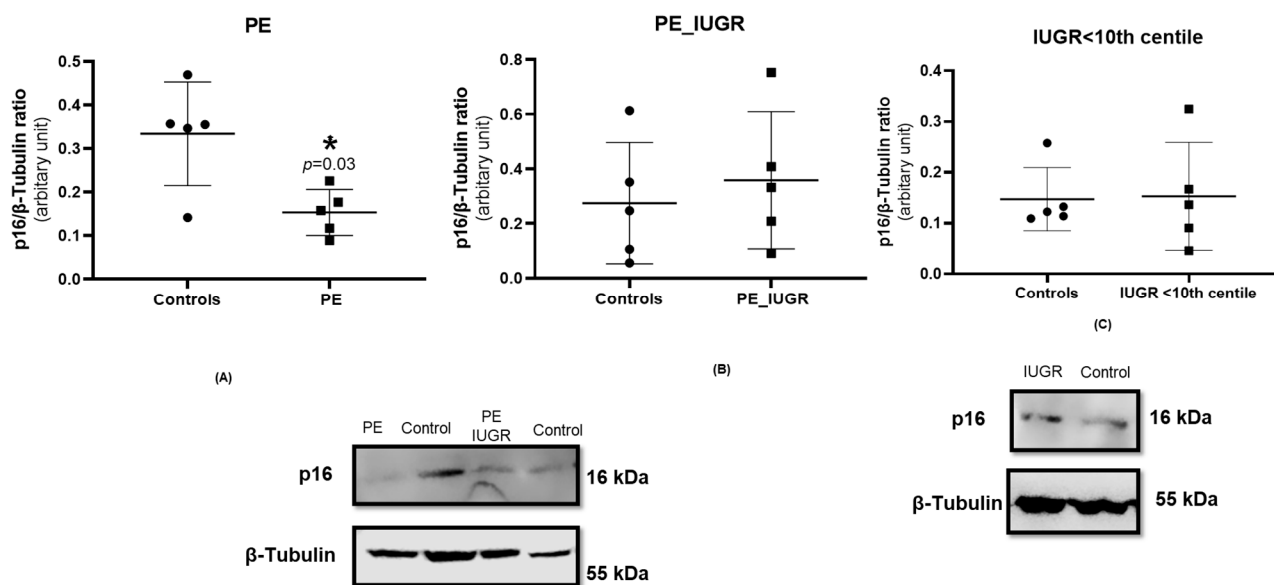 PE
p16/β-Tubulin ratio
(arbitary unit)
0.5
0.4
0.3
0.2
0.1
0.0
*
p=0.03
Controls
PE
(A)
PE_IUGR
p16/β-Tubulin ratio
(arbitary unit)
0.8
0.6
0.4
0.2
0.0
Controls
PE_IUGR
(B)
IUGR<10th centile
p16/β-Tubulin ratio
(arbitary unit)
0.4
0.3
0.2
0.1
0.0
Controls
IUGR <10th centile
(C)
PE
Control
PE
IUGR
Control
p16
16 kDa
β-Tubulin
55 kDa
IUGR
Control
p16
16 kDa
β-Tubulin
55 kDa